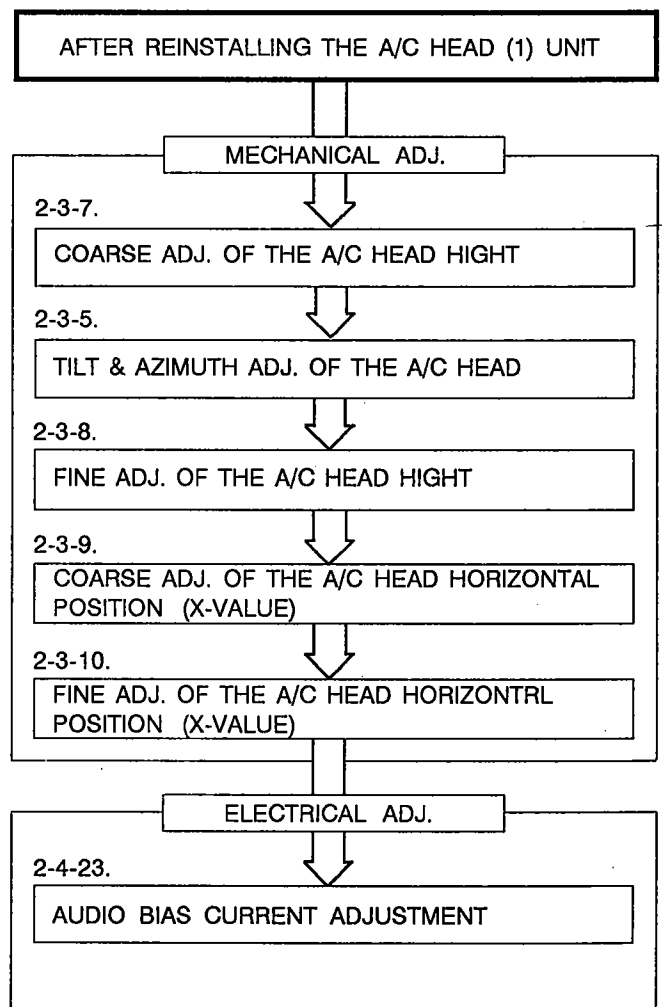 AFTER REINSTALLING THE A/C HEAD (1) UNIT
MECHANICAL ADJ.
2-3-7.
COARSE ADJ. OF THE A/C HEAD HIGHT
2-3-5.
TILT & AZIMUTH ADJ. OF THE A/C HEAD
2-3-8.
FINE ADJ. OF THE A/C HEAD HIGHT
2-3-9.
COARSE ADJ. OF THE A/C HEAD HORIZONTAL
POSITION (X-VALUE)
2-3-10.
FINE ADJ. OF THE A/C HEAD HORIZONTRL
POSITION (X-VALUE)
ELECTRICAL ADJ.
2-4-23.
AUDIO BIAS CURRENT ADJUSTMENT